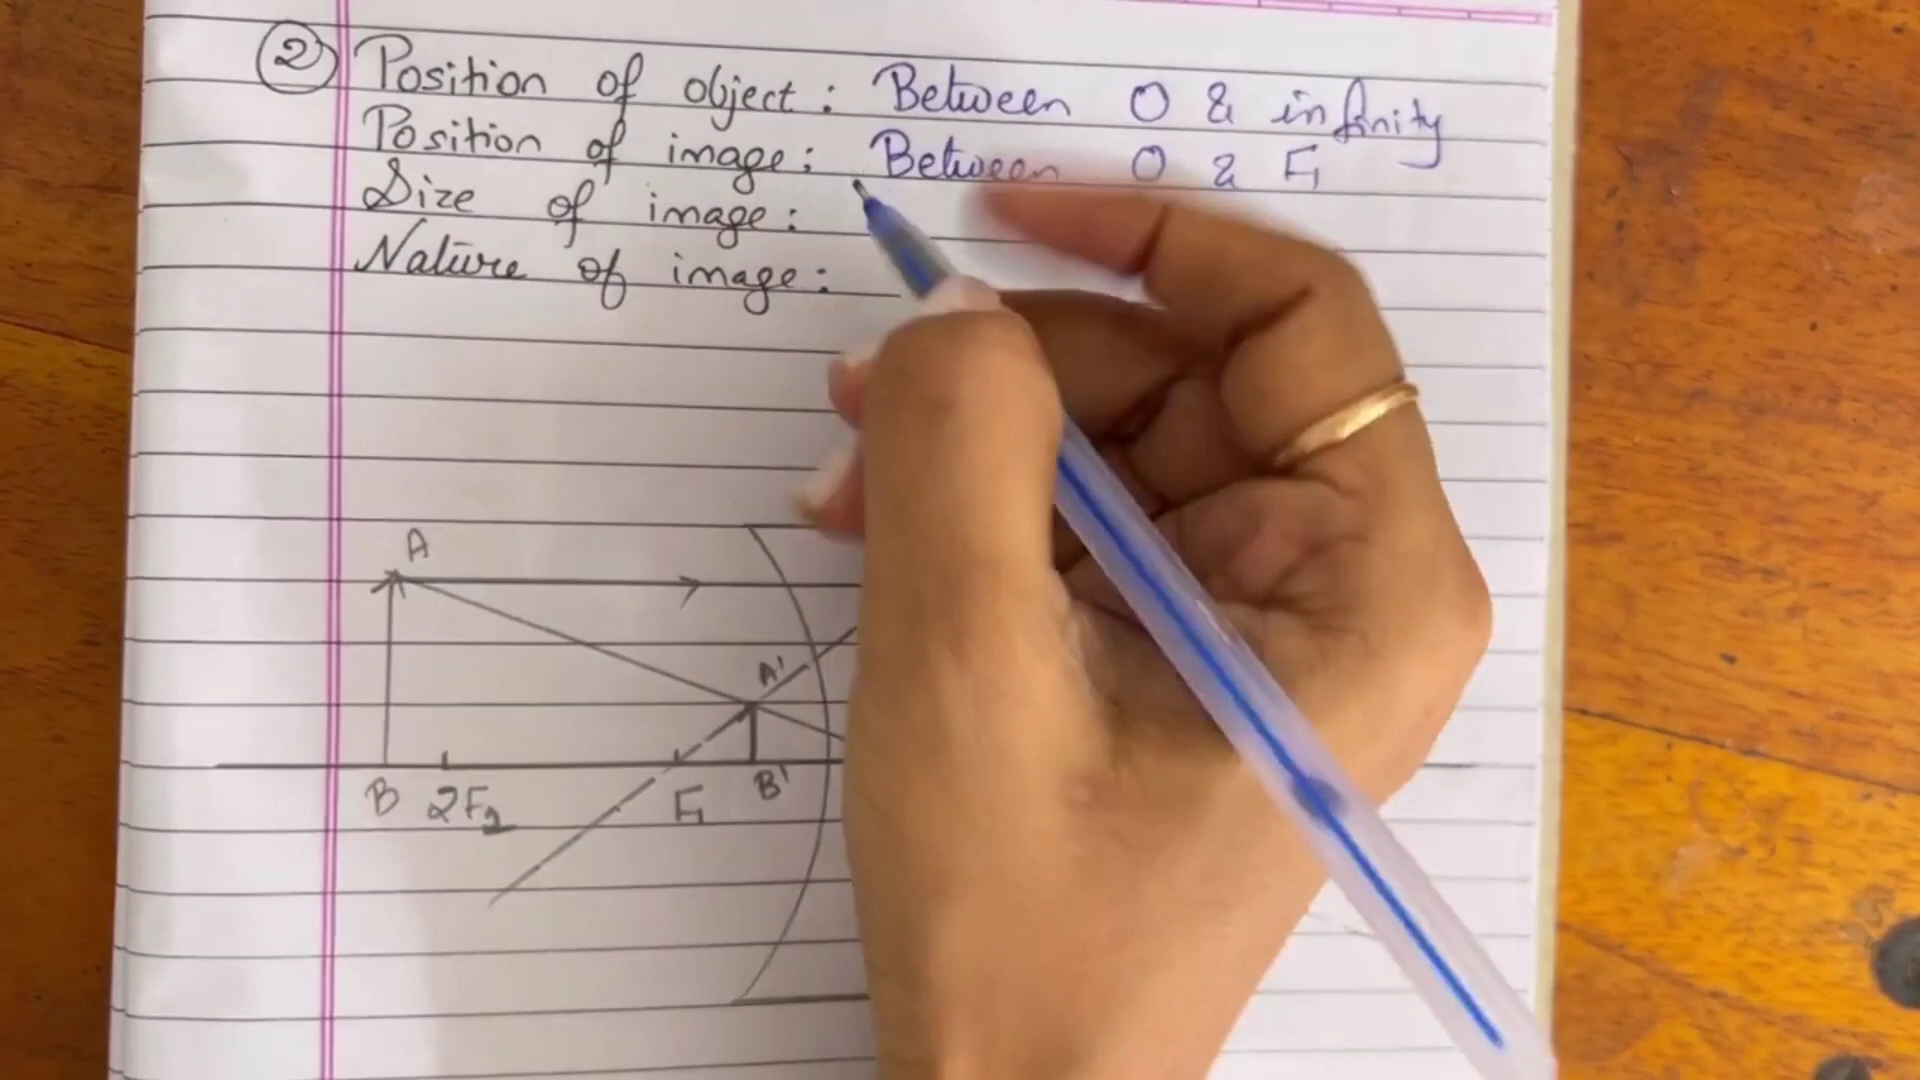 2 Position of object : Between O & infinity
Position of image : Between O & F₁
Size of image :
Nature of image :
A
A'
B 2F₂ F₁ B'